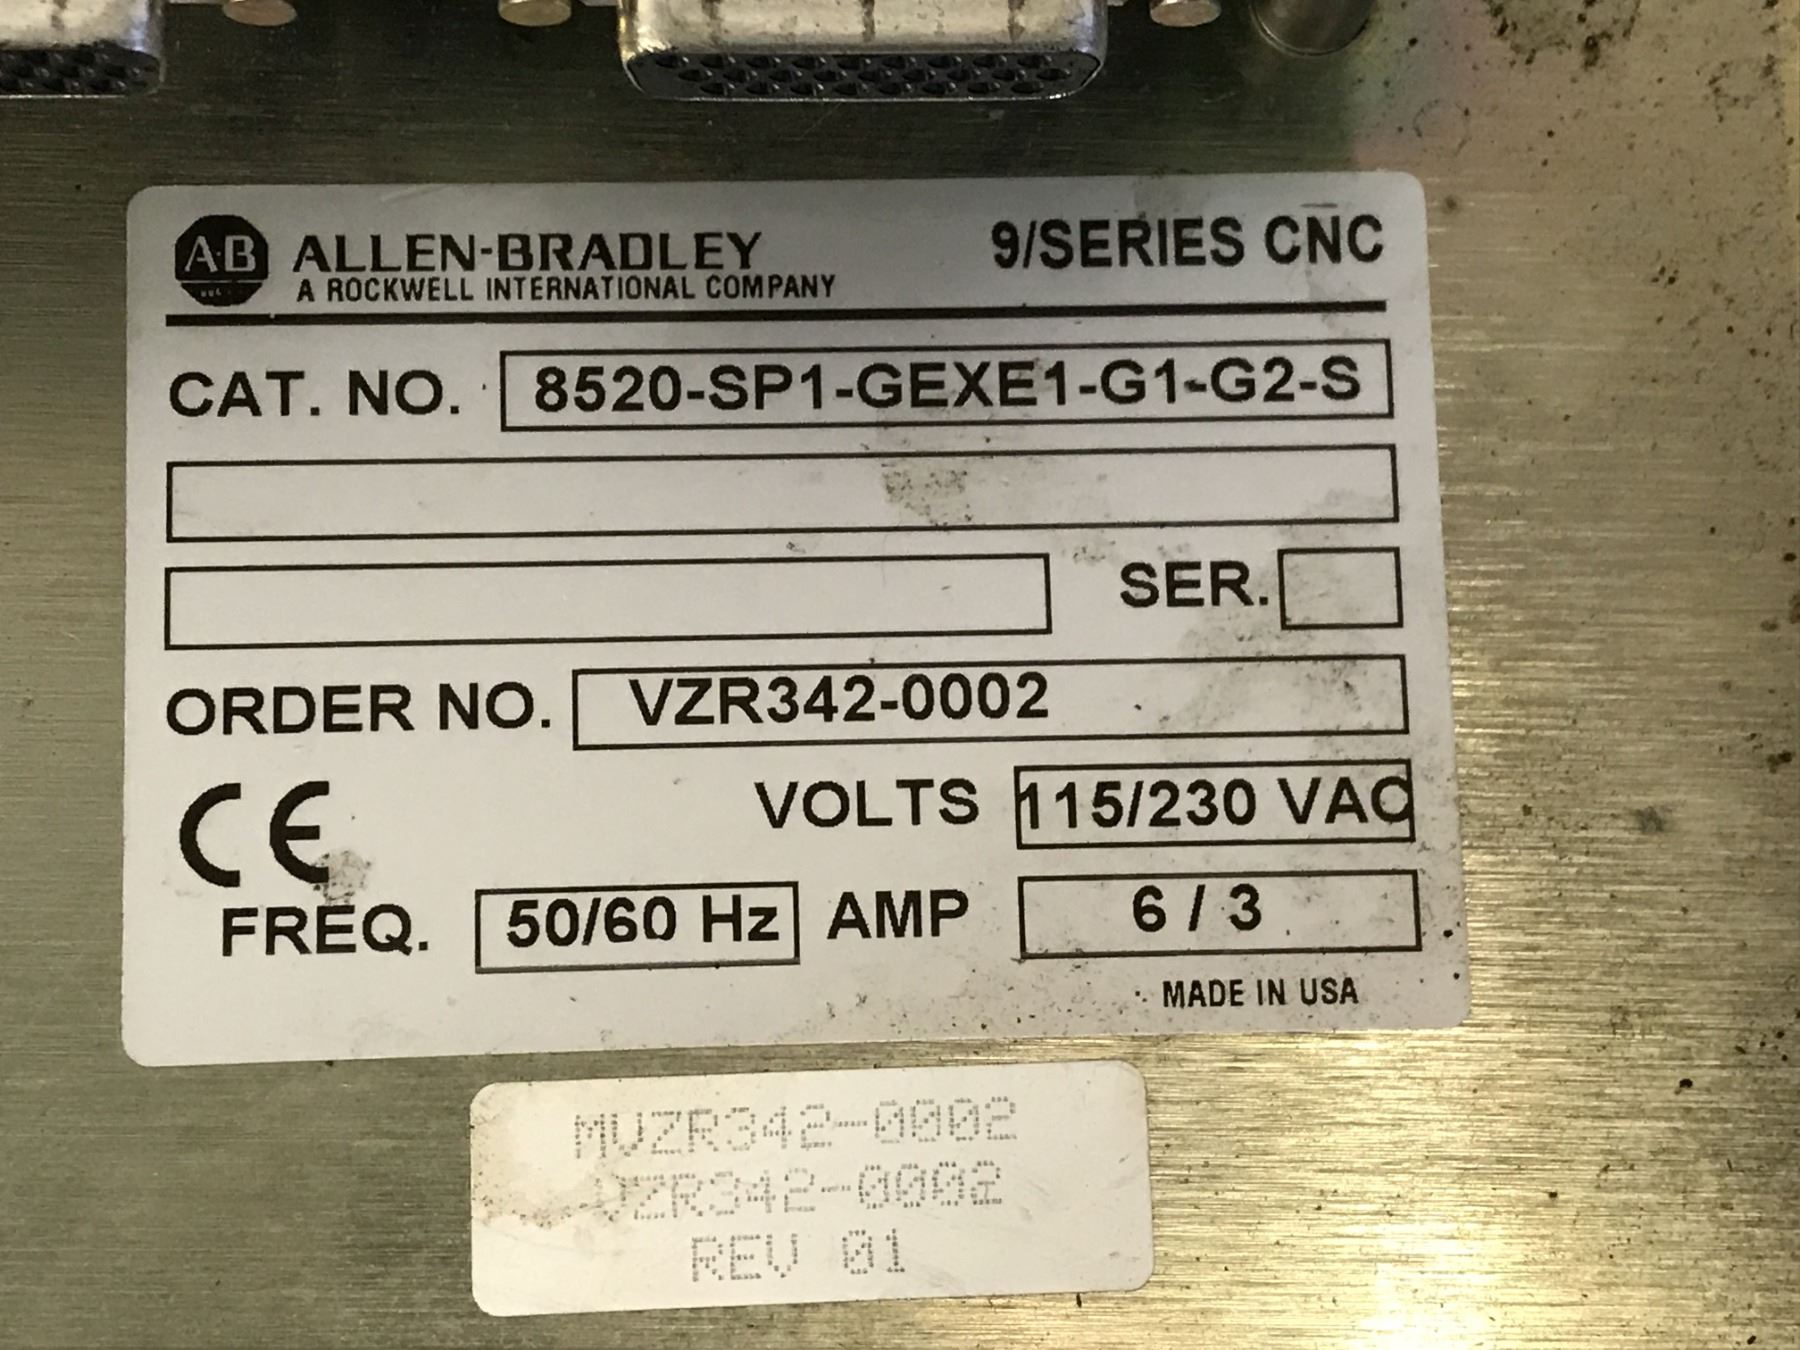 A·B ALLEN-BRADLEY 9/SERIES CNC
A ROCKWELL INTERNATIONAL COMPANY
CAT. NO. 8520-SP1-GEXE1-G1-G2-S
SER.
ORDER NO. VZR342-0002
CE VOLTS 115/230 VAC
FREQ. 50/60 Hz AMP 6 / 3
MADE IN USA
MVZR342-0002
VZR342-0002
REV 01